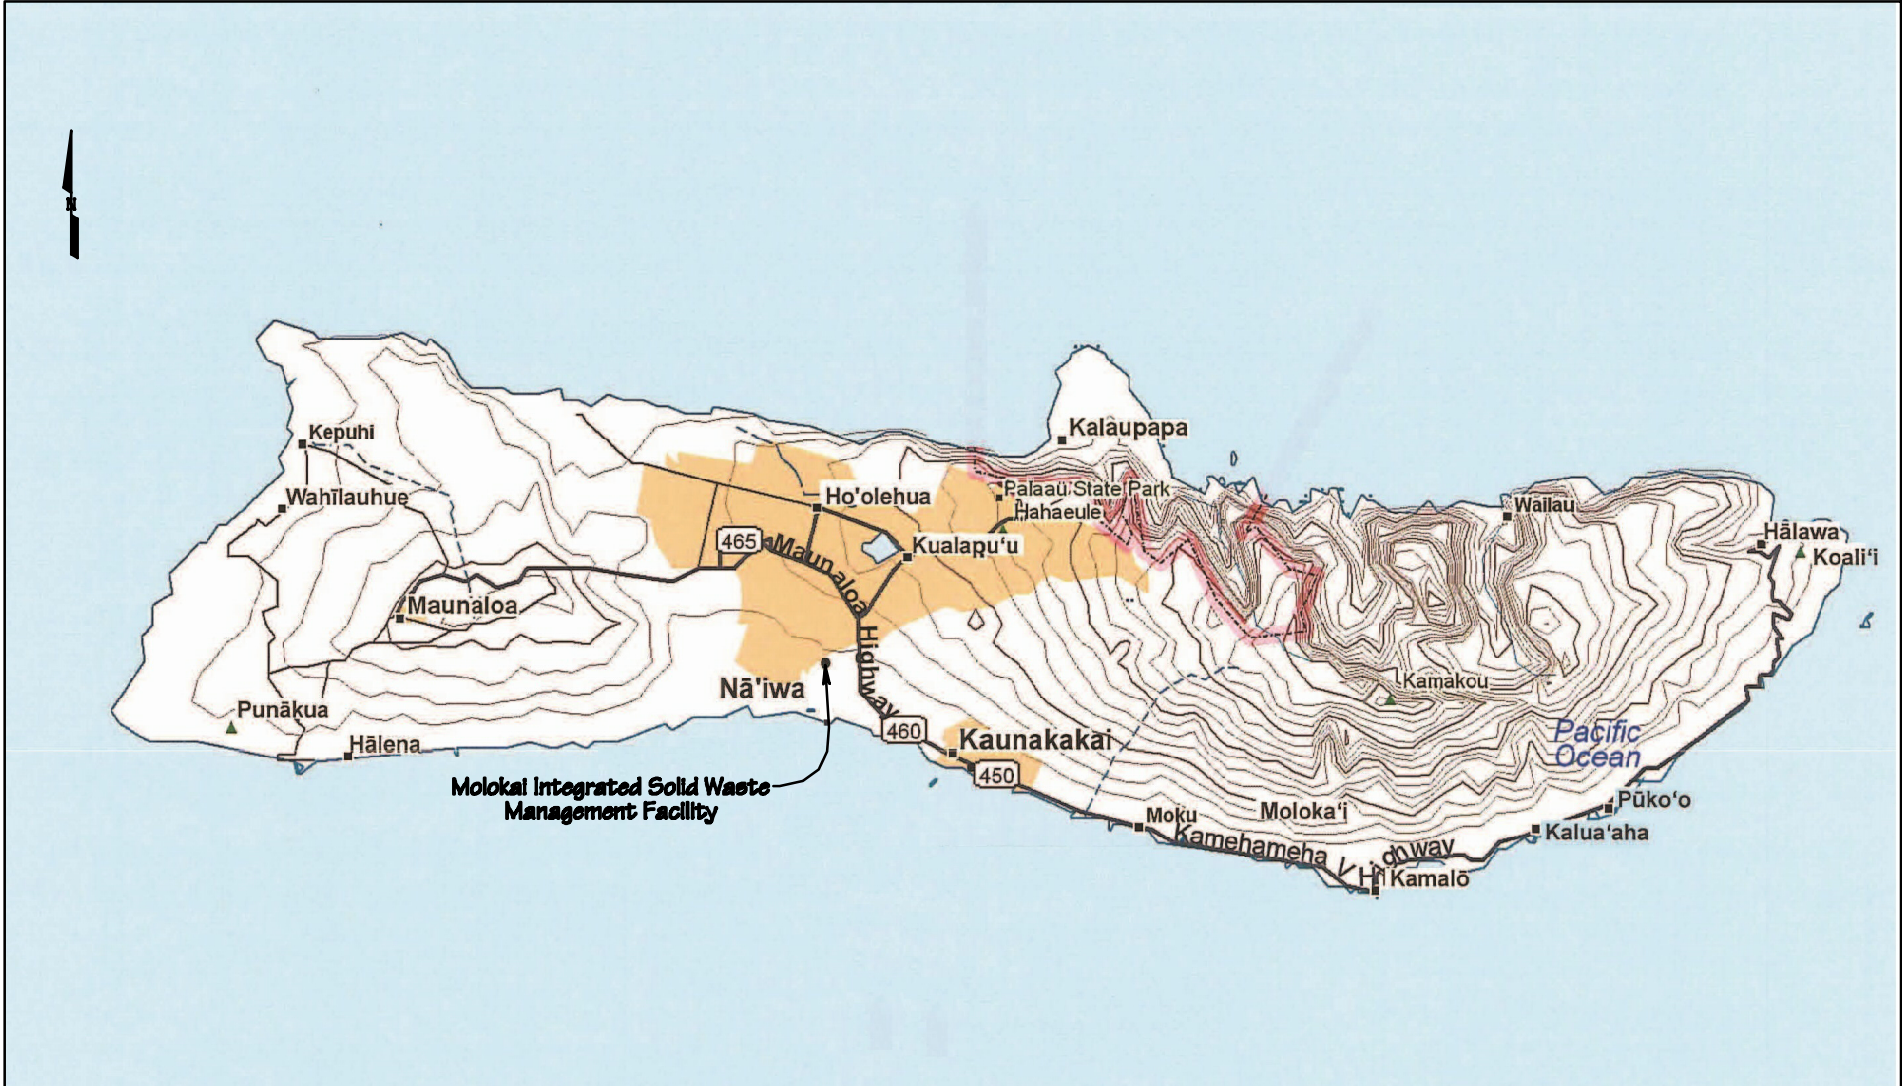 N
Kepuhi
Kalaupapa
Wahīlauhue
Ho'olehua
Palaau State Park
Hahaeule
Wailau
Hālawa
Koali‘i
465
Maunaloa
Highway
Kualapu‘u
Maunaloa
Nā'iwa
Kamakou
Punākua
Hālena
460
Kaunakakai
450
Pacific
Ocean
Molokai Integrated Solid Waste
Management Facility
Moku
Moloka‘i
Pūko‘o
Kalua‘aha
Kamehameha V Highway
Kamalō